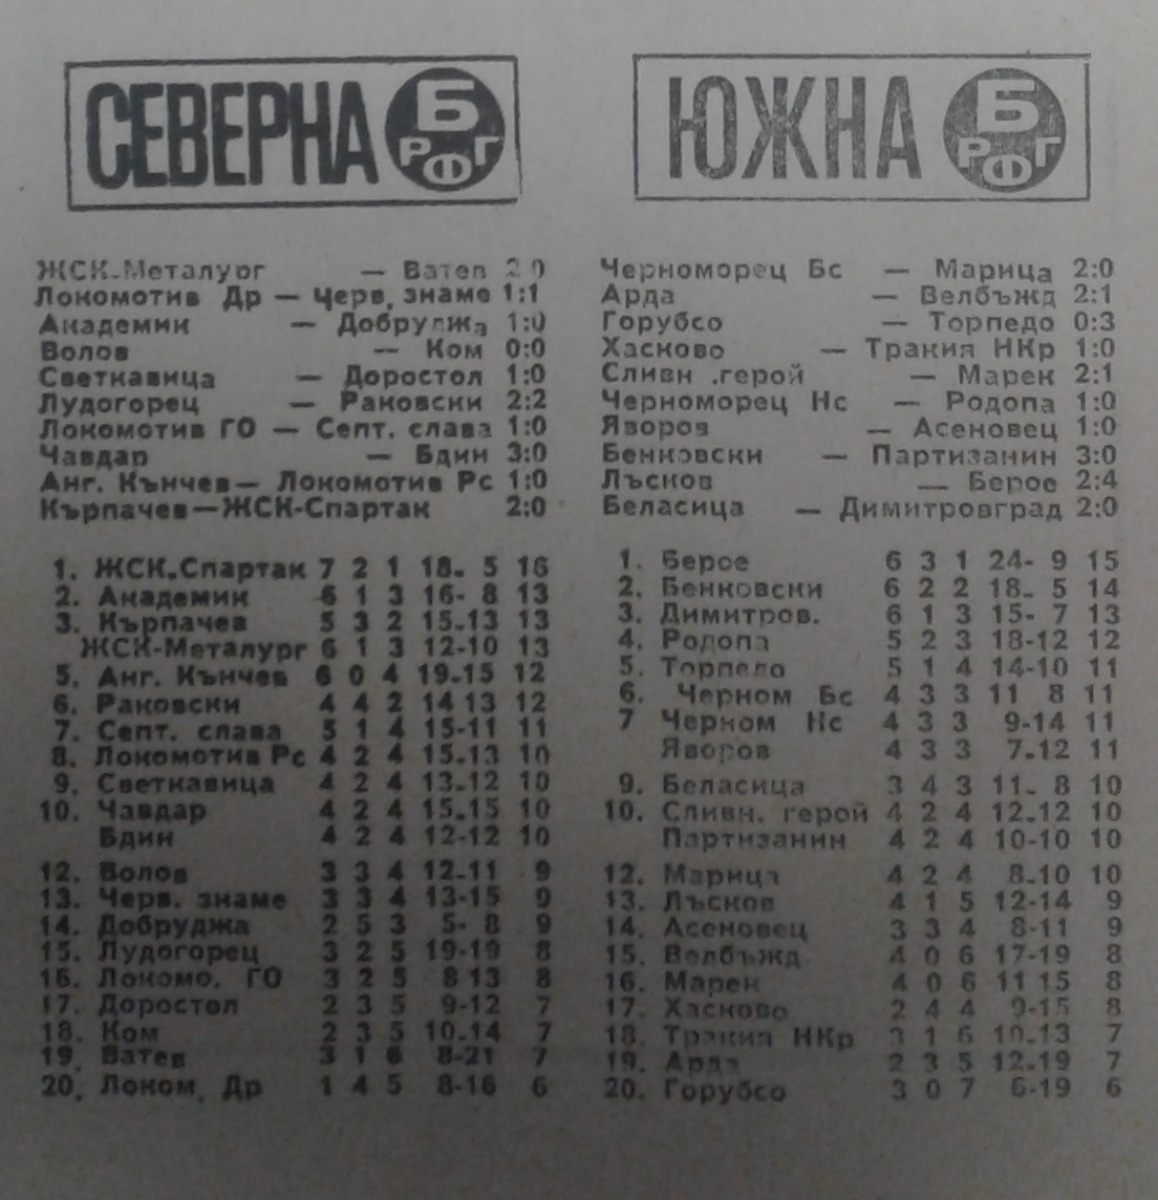 СЕВЕРНА БРФГ
ЖСК-Металург — Ватев 2 0
Локомотив Др — Черв, знаме 1:1
Академик — Добруджа 1:0
Волов — Ком 0:0
Светкавица — Доростол 1:0
Лудогорец — Раковски 2:2
Локомотив ГО — Септ. слава 1:0
Чавдар — Бдин 3:0
Анг. Кънчев— Локомотив Рс 1:0
Кърпачев—ЖСК-Спартак 2:0
1. ЖСК.Спартак 7 2 1 18- 5 16
2. Академик 6 1 3 16- 8 13
3. Кърпачев 5 3 2 15-13 13
ЖСК-Металург 6 1 3 12-10 13
5. Анг. Кънчев 6 0 4 19-15 12
6. Раковски 4 4 2 14 13 12
7. Септ. слава 5 1 4 15-11 11
8. Локомотив Рс 4 2 4 15-13 10
9. Светкавица 4 2 4 13-12 10
10. Чавдар 4 2 4 15-15 10
Бдин 4 2 4 12-12 10
12. Волов 3 3 4 12-11 9
13. Черв. знаме 3 3 4 13-15 9
14. Добруджа 2 5 3 5- 8 9
15. Лудогорец 3 2 5 19-19 8
16. Локомо. ГО 3 2 5 8 13 8
17. Доростол 2 3 5 9-12 7
18. Ком 2 3 5 10-14 7
19. Ватев 3 1 6 8-21 7
20. Локом. Др 1 4 5 8-16 6
ЮЖНА БРФГ
Черноморец Бс — Марица 2:0
Арда — Велбъжд 2:1
Горубсо — Торпедо 0:3
Хасково — Тракия НКр 1:0
Сливн .герой — Марек 2:1
Черноморец Нс — Родопа 1:0
Яворов — Асеновец 1:0
Бенковски — Партизанин 3:0
Лъсков — Берое 2:4
Беласица — Димитровград 2:0
1. Берое 6 3 1 24- 9 15
2. Бенковски 6 2 2 18- 5 14
3. Димитров. 6 1 3 15- 7 13
4. Родопа 5 2 3 18-12 12
5. Торпедо 5 1 4 14-10 11
6. Черном Бс 4 3 3 11 8 11
7 Черном Нс 4 3 3 9-14 11
Яворов 4 3 3 7-12 11
9. Беласица 3 4 3 11- 8 10
10. Сливн. герой 4 2 4 12-12 10
Партизанин 4 2 4 10-10 10
12. Марица 4 2 4 8-10 10
13. Лъсков 4 1 5 12-14 9
14. Асеновец 3 3 4 8-11 9
15. Велбъжд 4 0 6 17-19 8
16. Марек 4 0 6 11 15 8
17. Хасково 2 4 4 9-15 8
18. Тракия НКр 3 1 6 10-13 7
19. Арда 2 3 5 12-19 7
20. Горубсо 3 0 7 6-19 6